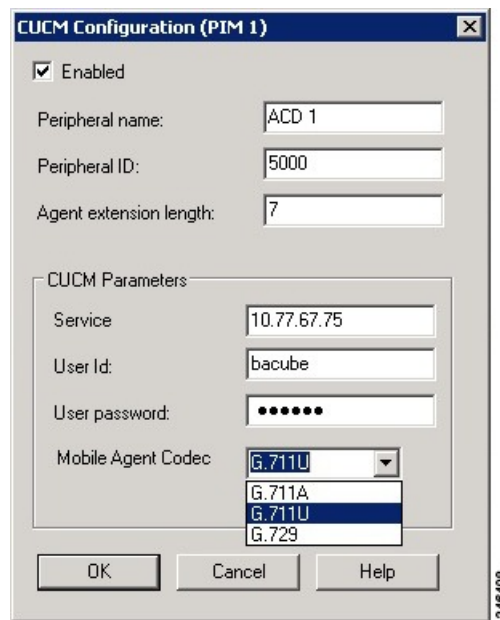 CUCM Configuration (PIM 1)
Enabled
Peripheral name: ACD 1
Peripheral ID: 5000
Agent extension length: 7
CUCM Parameters
Service 10.77.67.75
User Id: bacube
User password: ●●●●●●
Mobile Agent Codec G.711U
G.711A
G.711U
G.729
OK Cancel Help